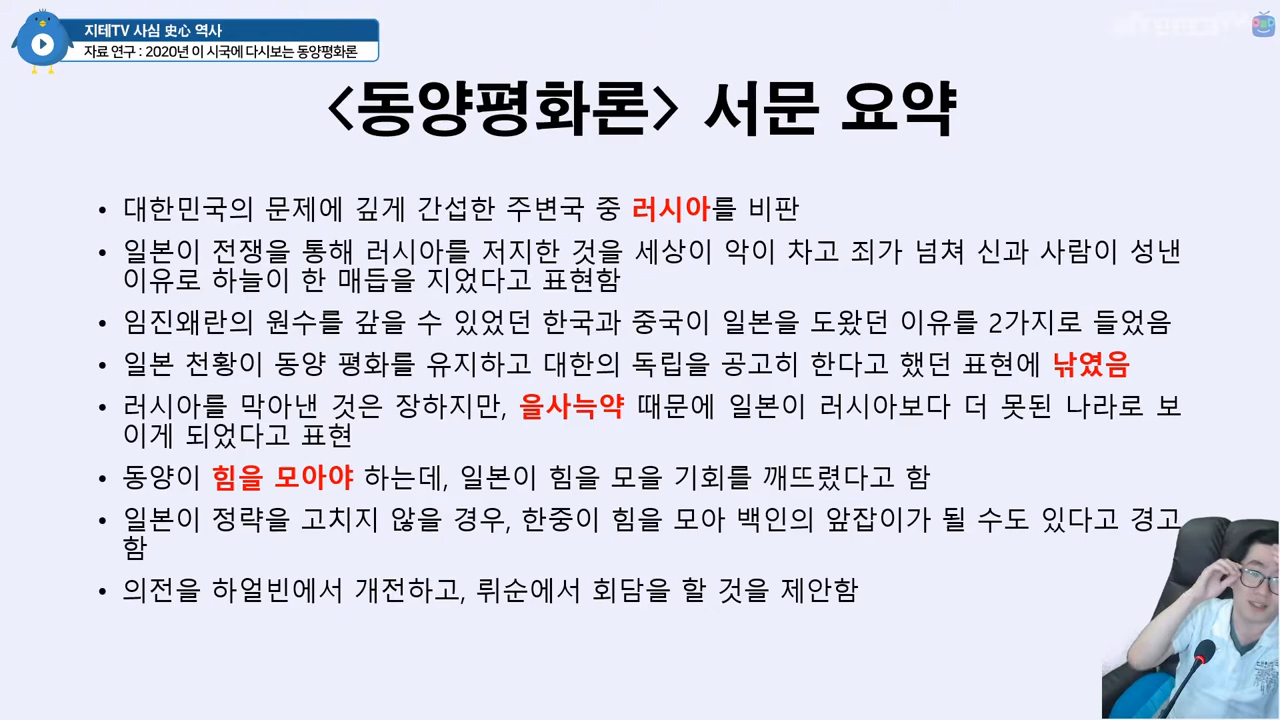 지테TV 사심 史心 역사
자료 연구 : 2020년 이 시국에 다시보는 동양평화론
<동양평화론> 서문 요약
• 대한민국의 문제에 깊게 간섭한 주변국 중 러시아를 비판
• 일본이 전쟁을 통해 러시아를 저지한 것을 세상이 악이 차고 죄가 넘쳐 신과 사람이 성낸
이유로 하늘이 한 매듭을 지었다고 표현함
• 임진왜란의 원수를 갚을 수 있었던 한국과 중국이 일본을 도왔던 이유를 2가지로 들었음
• 일본 천황이 동양 평화를 유지하고 대한의 독립을 공고히 한다고 했던 표현에 낚였음
• 러시아를 막아낸 것은 장하지만, 을사늑약 때문에 일본이 러시아보다 더 못된 나라로 보
이게 되었다고 표현
• 동양이 힘을 모아야 하는데, 일본이 힘을 모을 기회를 깨뜨렸다고 함
• 일본이 정략을 고치지 않을 경우, 한중이 힘을 모아 백인의 앞잡이가 될 수도 있다고 경고
함
• 의전을 하얼빈에서 개전하고, 뤼순에서 회담을 할 것을 제안함